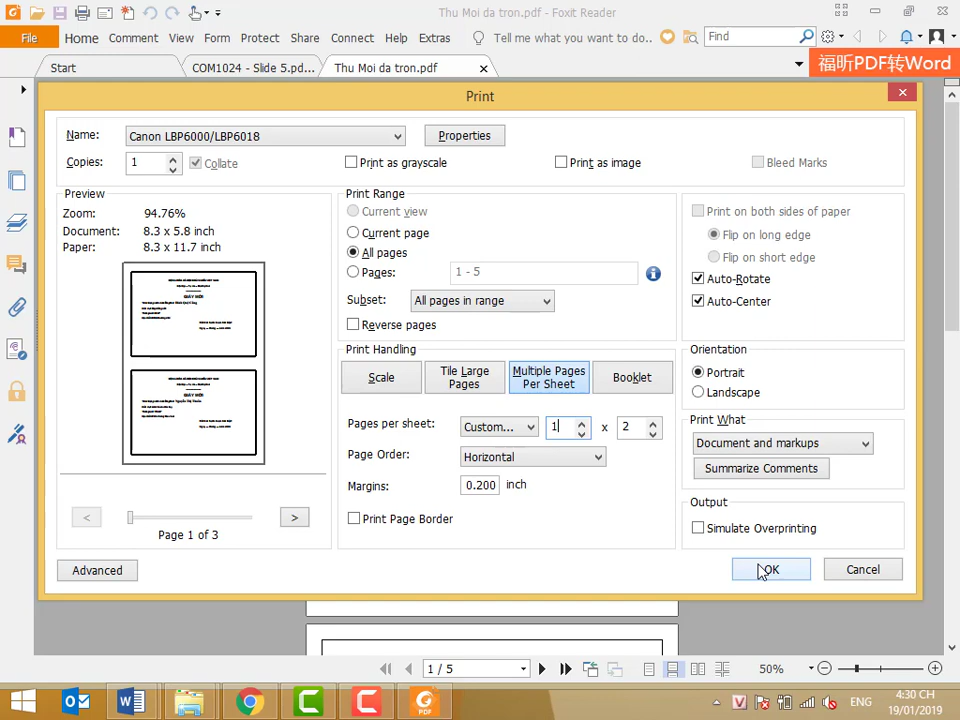 Thu Moi da tron.pdf - Foxit Reader
File Home Comment View Form Protect Share Connect Help Extras Tell me what you want to do.. Find
Start COM1024 - Slide 5.pd... Thu Moi da tron.pdf 福昕PDF转Word
Print
Name: Canon LBP6000/LBP6018 Properties
Copies: 1 Collate Print as grayscale Print as image Bleed Marks
Preview
Zoom: 94.76%
Document: 8.3 x 5.8 inch
Paper: 8.3 x 11.7 inch
GIẤY MỜI
GIẤY MỜI
< >
Page 1 of 3
Print Range
Current view
Current page
All pages
Pages: 1 - 5
Subset: All pages in range
Reverse pages
Print Handling
Scale
Tile Large
Pages
Multiple Pages
Per Sheet
Booklet
Pages per sheet: Custom... 1 x 2
Page Order: Horizontal
Margins: 0.200 inch
Print Page Border
Print on both sides of paper
Flip on long edge
Flip on short edge
Auto-Rotate
Auto-Center
Orientation
Portrait
Landscape
Print What
Document and markups
Summarize Comments
Output
Simulate Overprinting
Advanced OK Cancel
1 / 5 50%
PDF
CHG 4:30 CH
19/01/2019